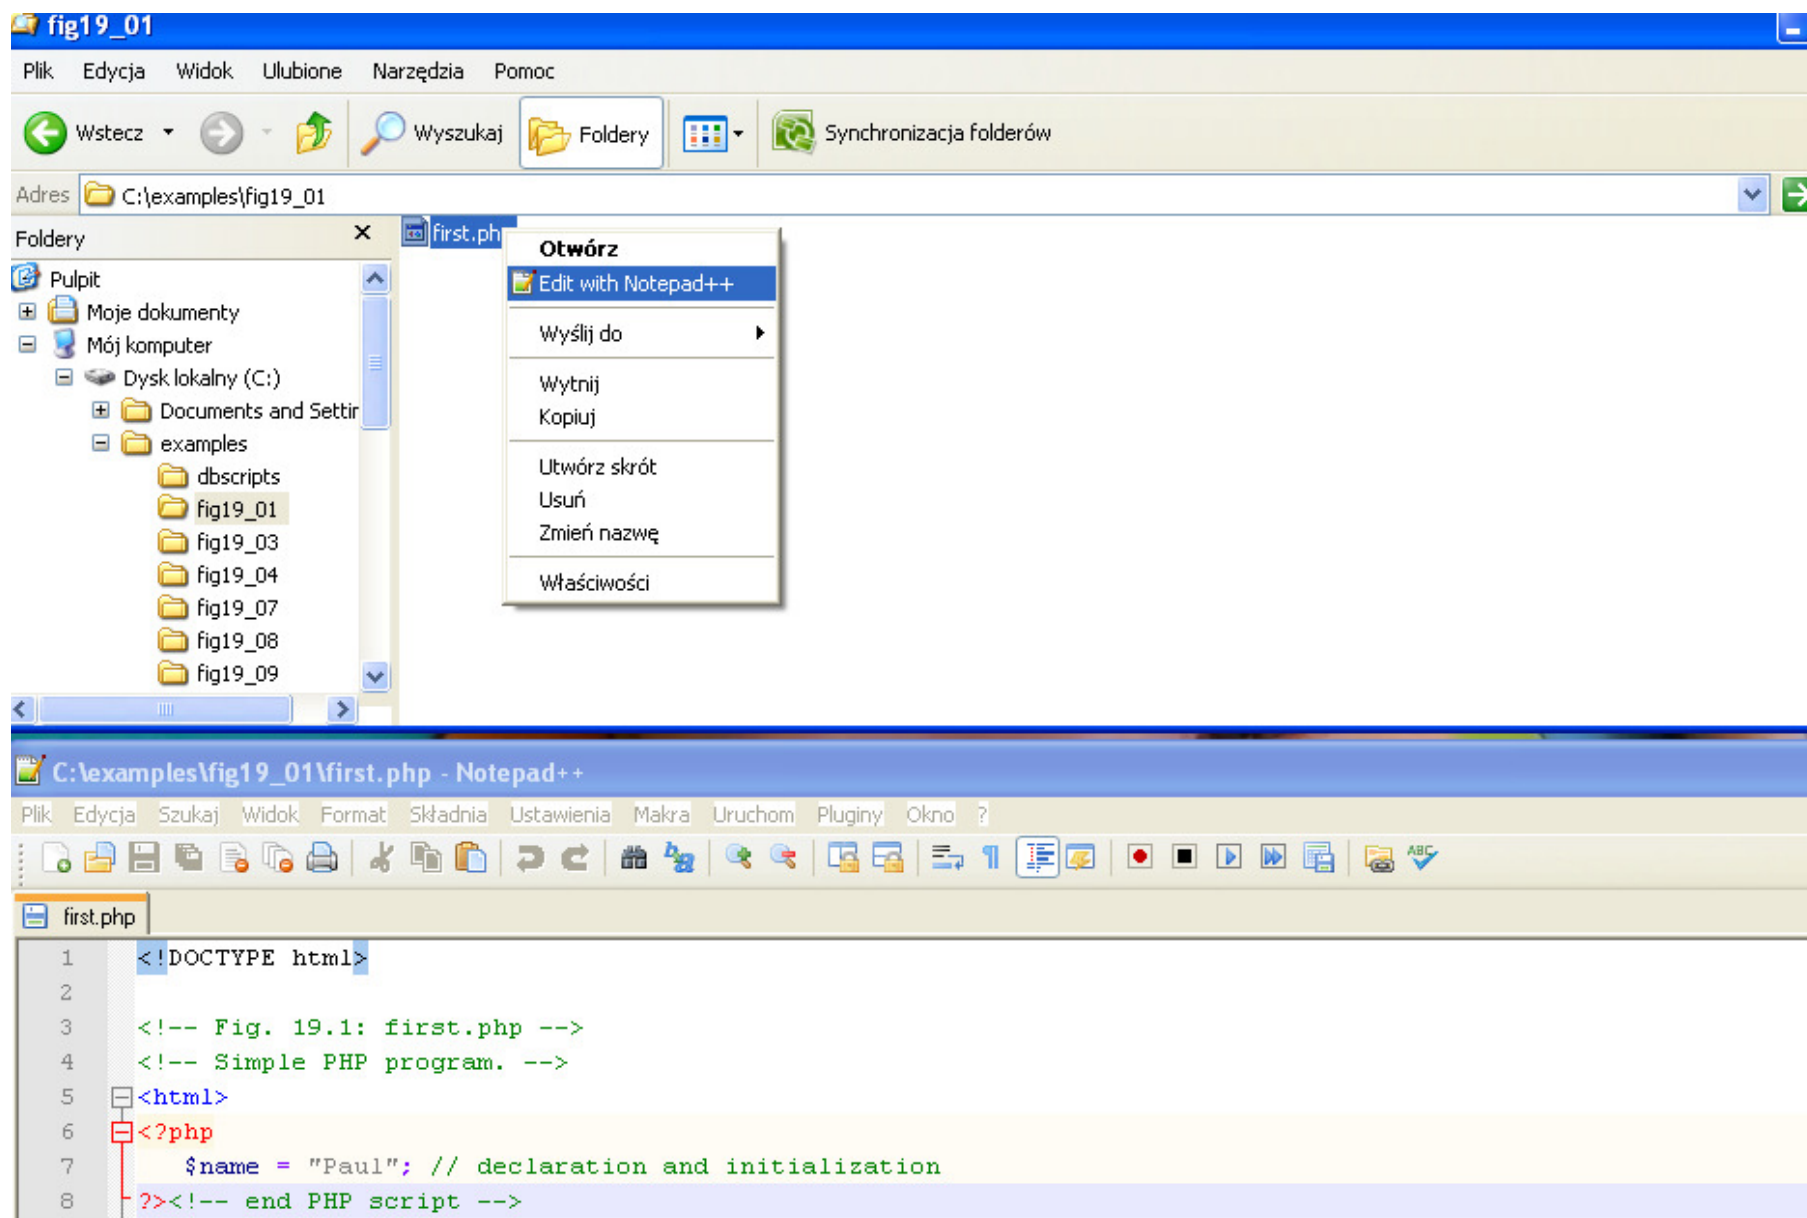 fig19_01
Plik Edycja Widok Ulubione Narzędzia Pomoc
Wstecz Wyszukaj Foldery Synchronizacja folderów
Adres C:\examples\fig19_01
Foldery
Pulpit
Moje dokumenty
Mój komputer
Dysk lokalny (C:)
Documents and Settir
examples
dbscripts
fig19_01
fig19_03
fig19_04
fig19_07
fig19_08
fig19_09
first.ph
Otwórz
Edit with Notepad++
Wyślij do
Wytnij
Kopiuj
Utwórz skrót
Usuń
Zmień nazwę
Właściwości
C:\examples\fig19_01\first.php - Notepad++
Plik Edycja Szukaj Widok Format Składnia Ustawienia Makra Uruchom Pluginy Okno ?
ABC
first.php
1 <!DOCTYPE html>
2
3 <!-- Fig. 19.1: first.php -->
4 <!-- Simple PHP program. -->
5 <html>
6 <?php
7 $name = "Paul"; // declaration and initialization
8 ?><!-- end PHP script -->